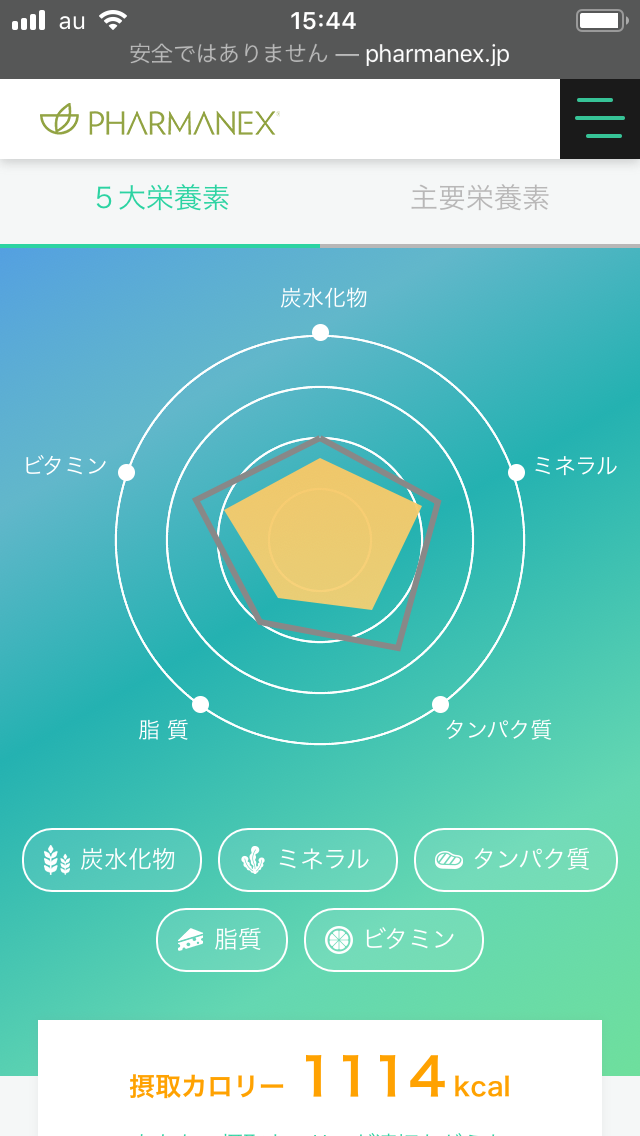 au 15:44
安全ではありません — pharmanex.jp
PHARMANEX
５大栄養素 主要栄養素
炭水化物
ビタミン ミネラル
脂 質 タンパク質
炭水化物 ミネラル タンパク質
脂質 ビタミン
摂取カロリー 1114 kcal